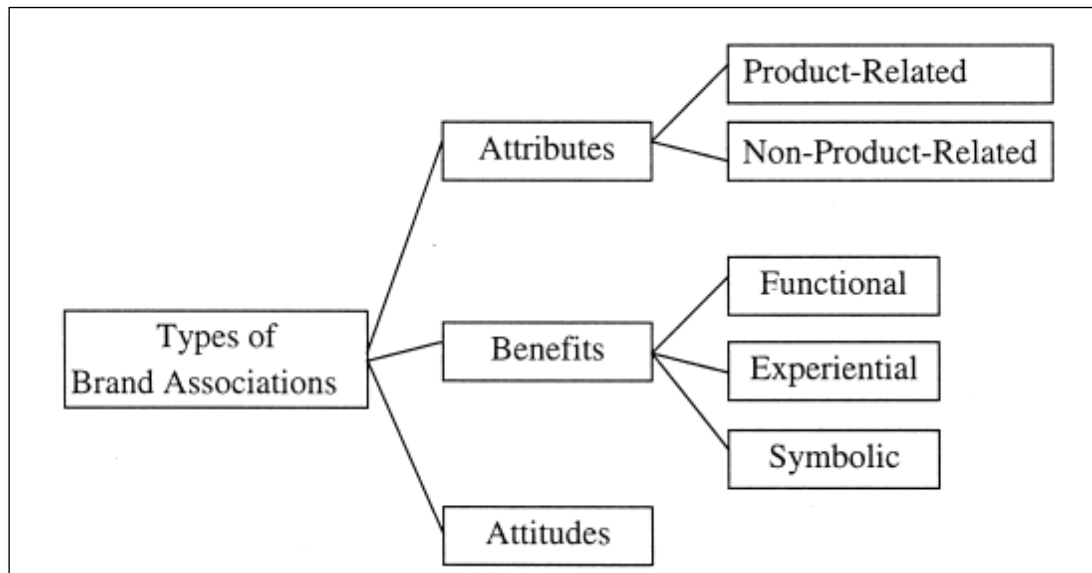 Types of
Brand Associations
Attributes
Product-Related
Non-Product-Related
Benefits
Functional
Experiential
Symbolic
Attitudes